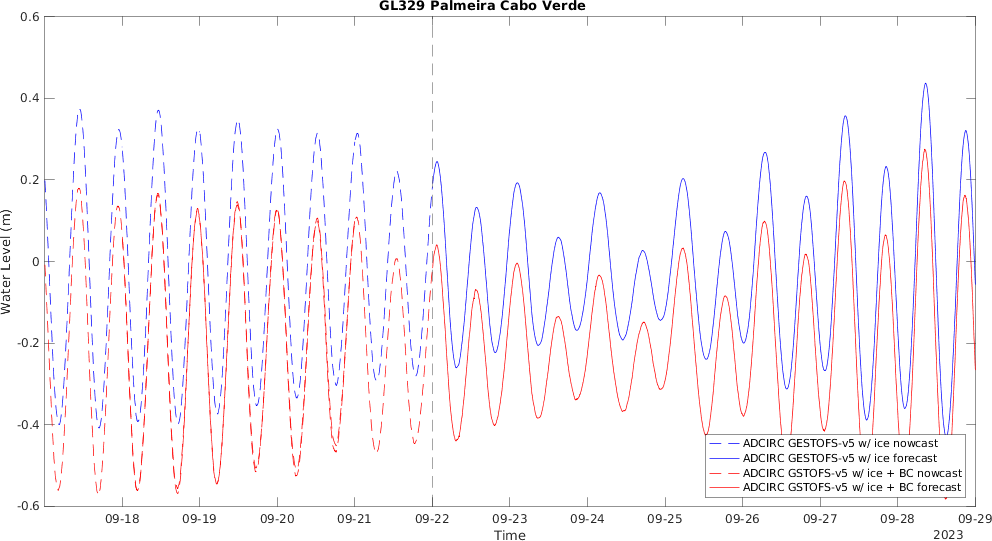 GL329 Palmeira Cabo Verde
0.6
0.4
0.2
0
-0.2
-0.4
-0.6
Water Level (m)
09-18
09-19
09-20
09-21
09-22
09-23
09-24
09-25
09-26
09-27
09-28
09-29
Time
2023
ADCIRC GESTOFS-v5 w/ ice nowcast
ADCIRC GESTOFS-v5 w/ ice forecast
ADCIRC GSTOFS-v5 w/ ice + BC nowcast
ADCIRC GSTOFS-v5 w/ ice + BC forecast